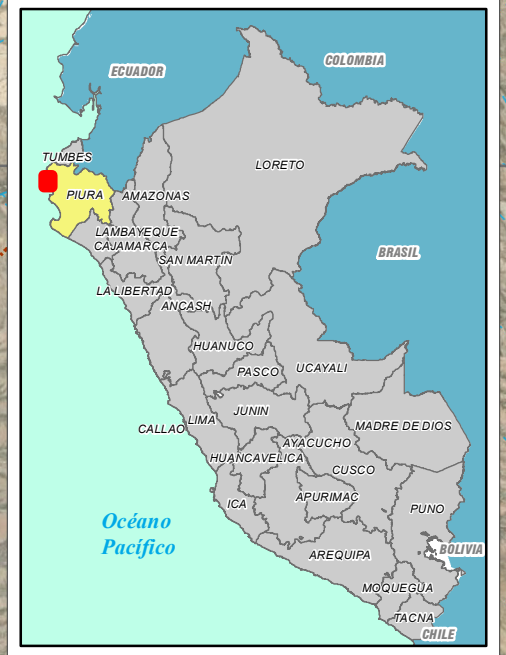 COLOMBIA
ECUADOR
TUMBES
LORETO
PIURA
AMAZONAS
LAMBAYEQUE
CAJAMARCA
BRASIL
SAN MARTÍN
LA LIBERTAD
ANCASH
HUANUCO
PASCO
UCAYALI
JUNIN
LIMA
CALLAO
MADRE DE DIOS
AYACUCHO
HUANCAVELICA
CUSCO
APURIMAC
ICA
PUNO
Océano
Pacífico
BOLIVIA
AREQUIPA
MOQUEGUA
TACNA
CHILE